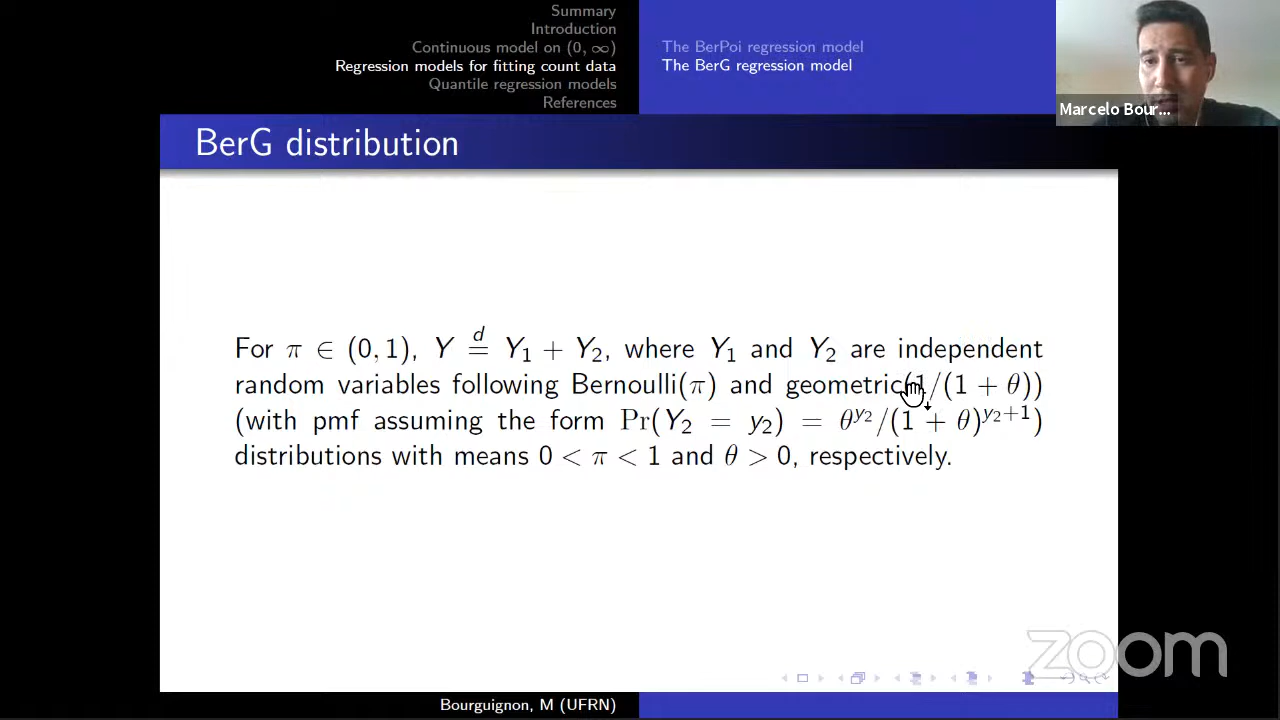 Summary
Introduction
Continuous model on (0, ∞)
Regression models for fitting count data
Quantile regression models
References
The BerPoi regression model
The BerG regression model
Marcelo Bour...
BerG distribution
For π ∈ (0, 1), Y =ᵈ Y₁ + Y₂, where Y₁ and Y₂ are independent
random variables following Bernoulli(π) and geometric(1/(1 + θ))
(with pmf assuming the form Pr(Y₂ = y₂) = θ^{y₂}/(1 + θ)^{y₂+1})
distributions with means 0 < π < 1 and θ > 0, respectively.
zoom
Bourguignon, M (UFRN)